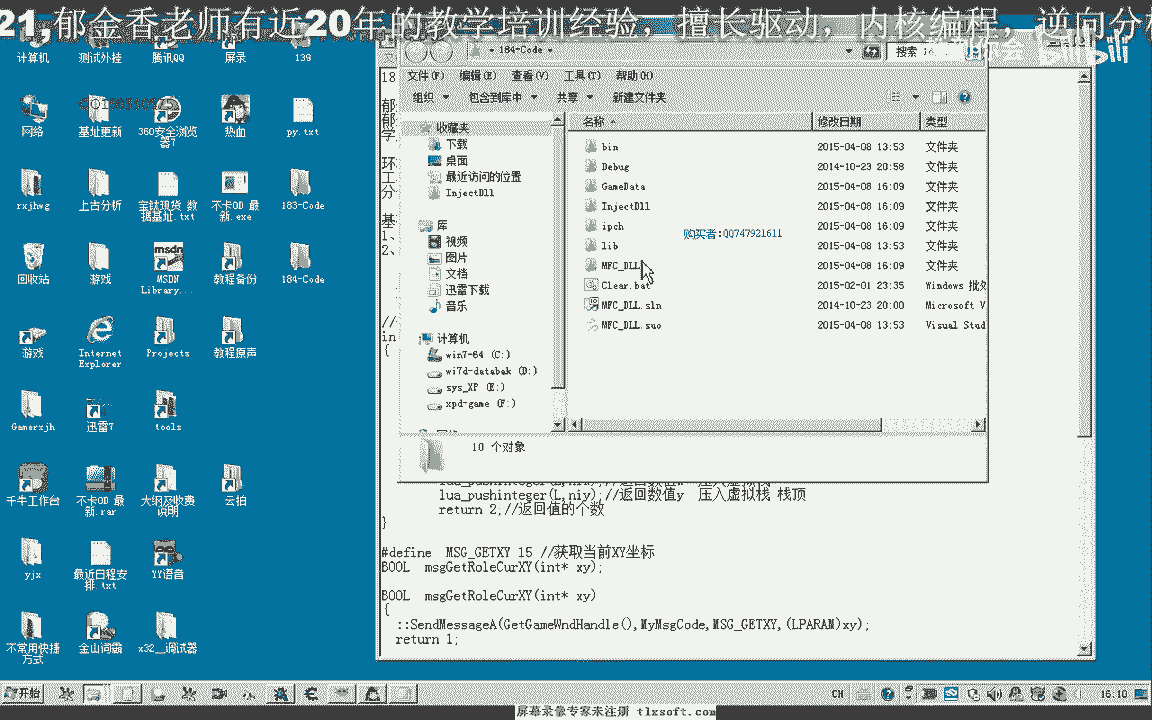 21,郁金香老师有近20年的教学培训经验,擅长驱动,内核编程,逆向分
bilibili
计算机
测试外挂
腾讯QQ
屏录
139
网络
基址更新
360安全浏览器7
热血
py.txt
rxjhwg
上古分析
宝钛现货 数据基址.txt
不卡OD 最新.exe
183-Code
回收站
游戏
MSDN Library...
教程备份
184-Code
游戏
Internet Explorer
Projects
教程原声
Gamerxjh
迅雷7
tools
千牛工作台
不卡OD 最新.rar
大纲及收费说明
云拍
yjx
最近日程安排.txt
YY语音
不常用快捷方式
金山词霸
x32__调试器
184-Code
搜索
文件(F) 编辑(E) 查看(V) 工具(T) 帮助(H)
组织 包含到库中 共享 新建文件夹
收藏夹
下载
桌面
最近访问的位置
InjectDll
库
视频
图片
文档
迅雷下载
音乐
计算机
win7-64 (C:)
wi7d-databak (D:)
sys_XP (E:)
xpd-game (F:)
名称 修改日期 类型
bin 2015-04-08 13:53 文件夹
Debug 2014-10-23 20:58 文件夹
GameData 2015-04-08 16:09 文件夹
InjectDll 2015-04-08 16:09 文件夹
ipch 2015-04-08 16:09 文件夹
购买者:QQ747921611
lib 2015-04-08 13:53 文件夹
MFC_DLL 2015-04-08 16:09 文件夹
Clear.bat 2015-02-01 23:35 Windows 批处
MFC_DLL.sln 2014-10-23 20:00 Microsoft V
MFC_DLL.suo 2015-04-08 13:53 Visual Stud
10 个对象
18
郁
郁
学
环
工
分
基
1、
2、
//
in
{
lua_pushinteger(L,niy);//返回数值y 压入虚拟栈 栈顶
return 2;//返回值的个数
}
#define MSG_GETXY 15 //获取当前XY坐标
BOOL msgGetRoleCurXY(int* xy);
BOOL msgGetRoleCurXY(int* xy)
{
::SendMessageA(GetGameWndHandle(),MyMsgCode,MSG_GETXY,(LPARAM)xy);
return 1;
开始
CH
16:10
屏幕录像专家未注册 tlxsoft.com